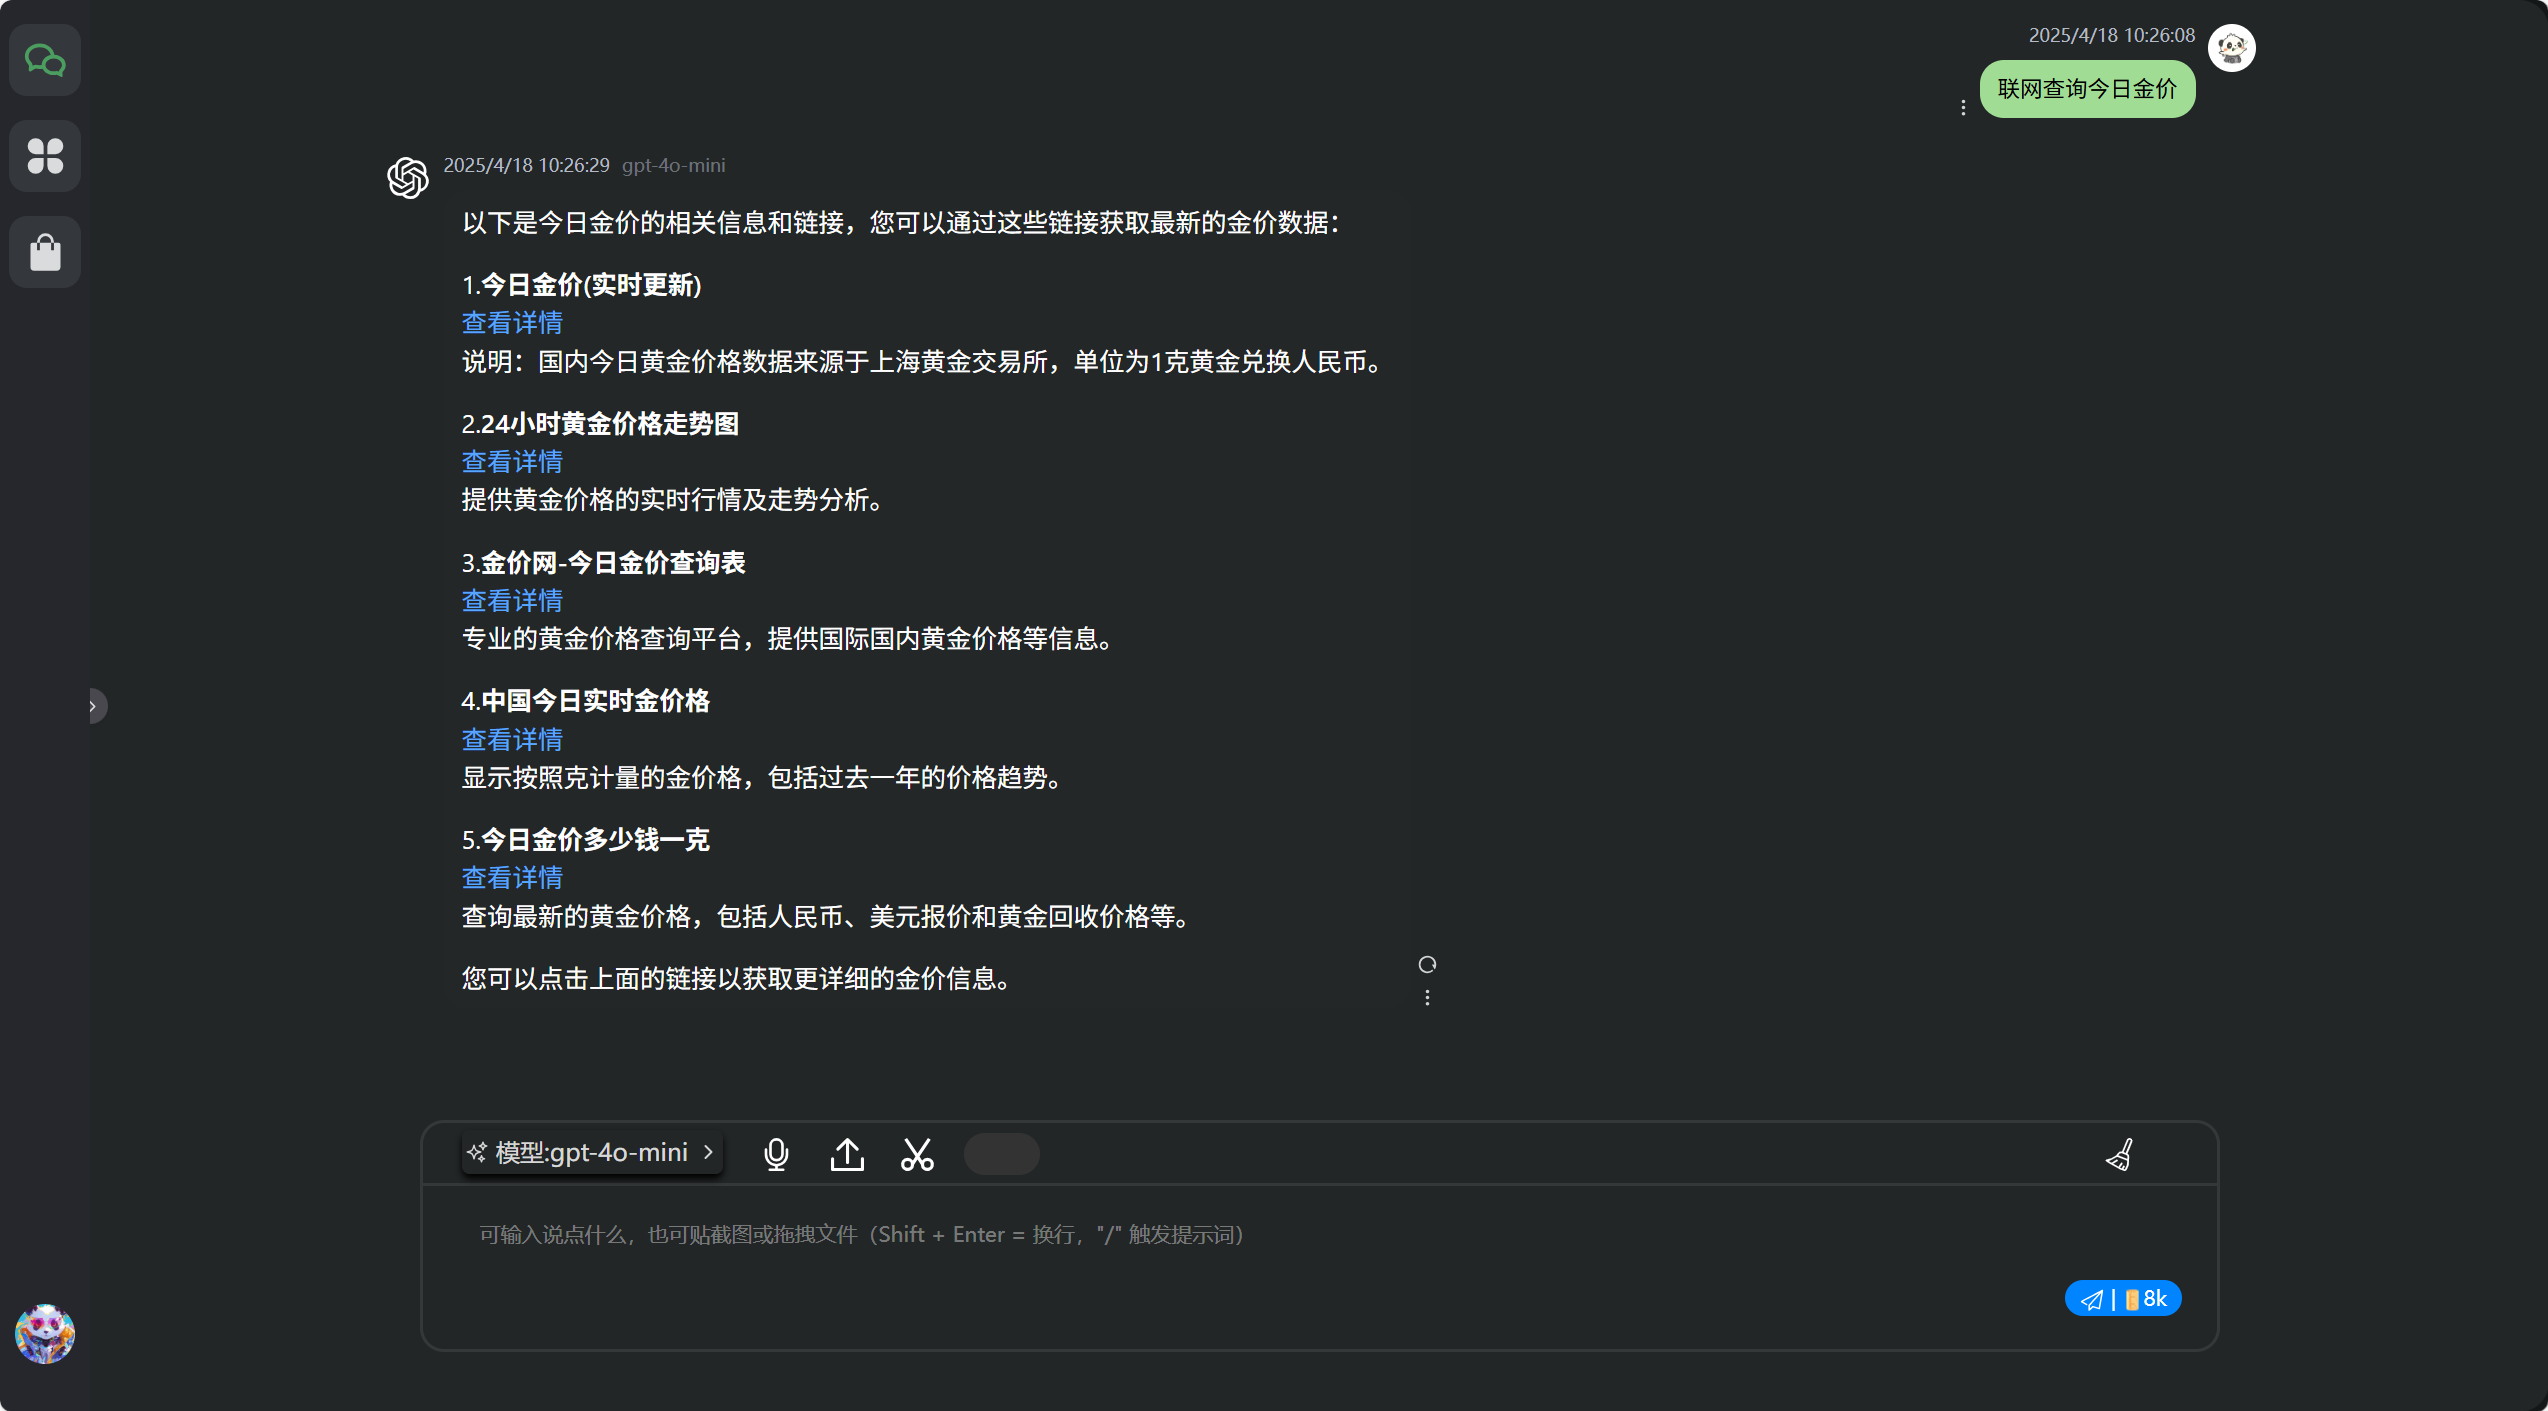 2025/4/18 10:26:08
联网查询今日金价
2025/4/18 10:26:29 gpt-4o-mini
以下是今日金价的相关信息和链接，您可以通过这些链接获取最新的金价数据：
1.今日金价(实时更新)
查看详情
说明：国内今日黄金价格数据来源于上海黄金交易所，单位为1克黄金兑换人民币。
2.24小时黄金价格走势图
查看详情
提供黄金价格的实时行情及走势分析。
3.金价网-今日金价查询表
查看详情
专业的黄金价格查询平台，提供国际国内黄金价格等信息。
4.中国今日实时金价格
查看详情
显示按照克计量的金价格，包括过去一年的价格趋势。
5.今日金价多少钱一克
查看详情
查询最新的黄金价格，包括人民币、美元报价和黄金回收价格等。
您可以点击上面的链接以获取更详细的金价信息。
模型:gpt-4o-mini
可输入说点什么，也可贴截图或拖拽文件（Shift + Enter = 换行，"/" 触发提示词）
| 8k